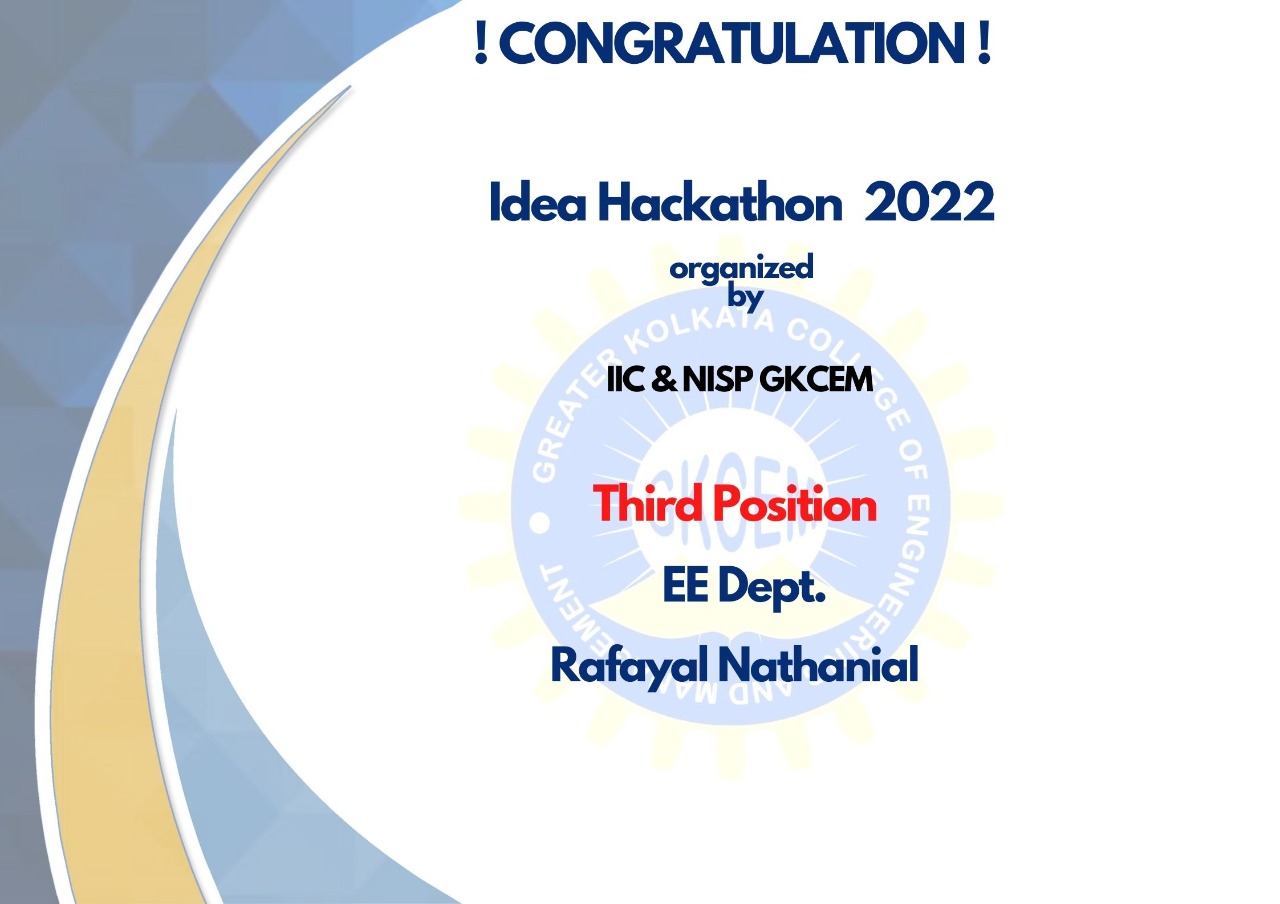 ! CONGRATULATION !
Idea Hackathon 2022
organized
by
IIC & NISP GKCEM
Third Position
EE Dept.
Rafayal Nathanial
GREATER KOLKATA COLLEGE OF ENGINEERING AND MANAGEMENT
GKCEM